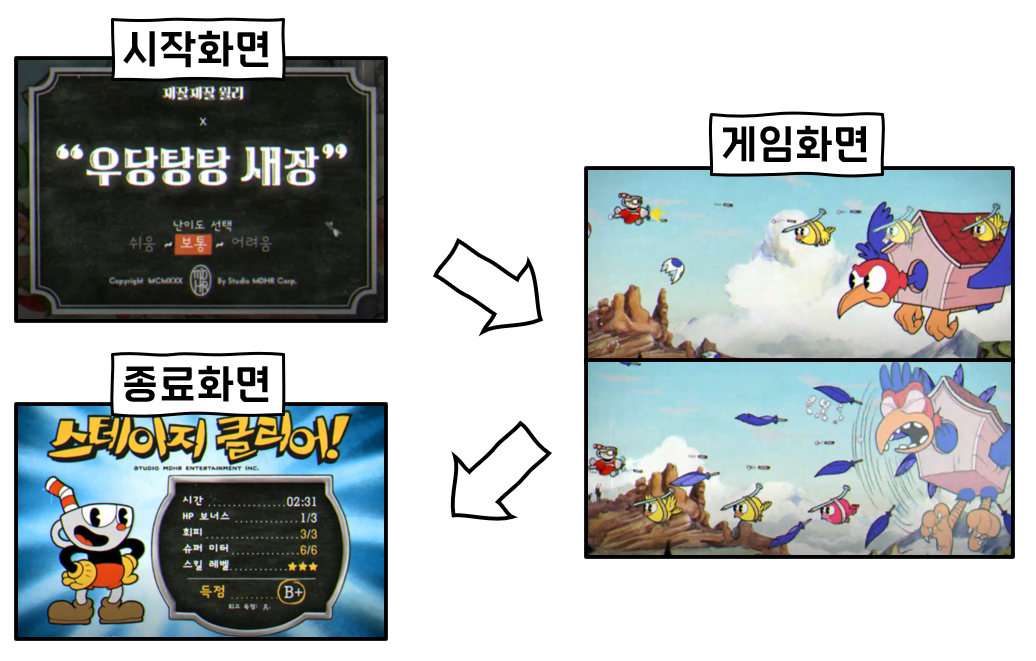 시작화면
재잘재잘 윌리
x
“우당탕탕 새장”
난이도 선택
쉬움 ~ 보통 ~ 어려움
Copyright MCMXXX MDHR By Studio MDHR Corp.
게임화면
종료화면
스테이지 클리어!
STUDIO MDHR ENTERTAINMENT INC.
시간 ........ 02:31
HP 보너스 ........ 1/3
회피 ........ 3/3
슈퍼 미터 ........ 6/6
스킬 레벨 ........ ★★★
득점 ........ B+
최고 득점: A.